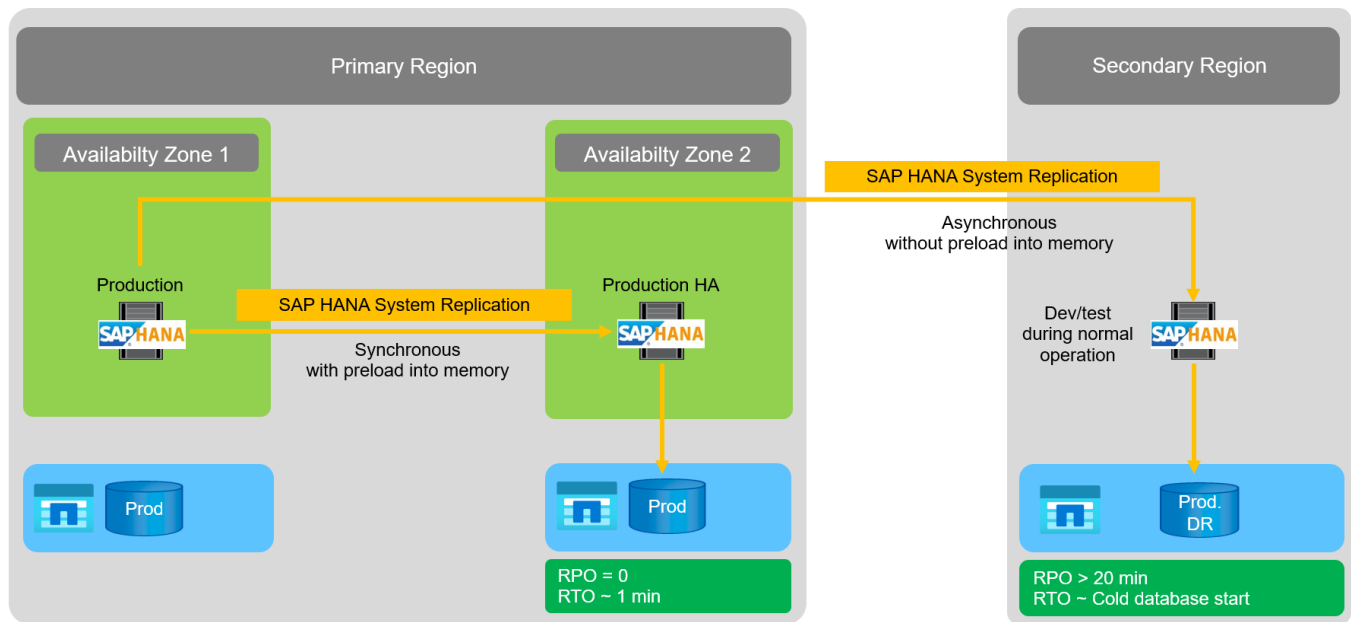 Primary Region
Secondary Region
Availabilty Zone 1
Availabilty Zone 2
SAP HANA System Replication
Asynchronous
without preload into memory
Production
SAP HANA
SAP HANA System Replication
Synchronous
with preload into memory
Production HA
SAP HANA
Dev/test
during normal
operation
SAP HANA
Prod
Prod
Prod.
DR
RPO = 0
RTO ~ 1 min
RPO > 20 min
RTO ~ Cold database start